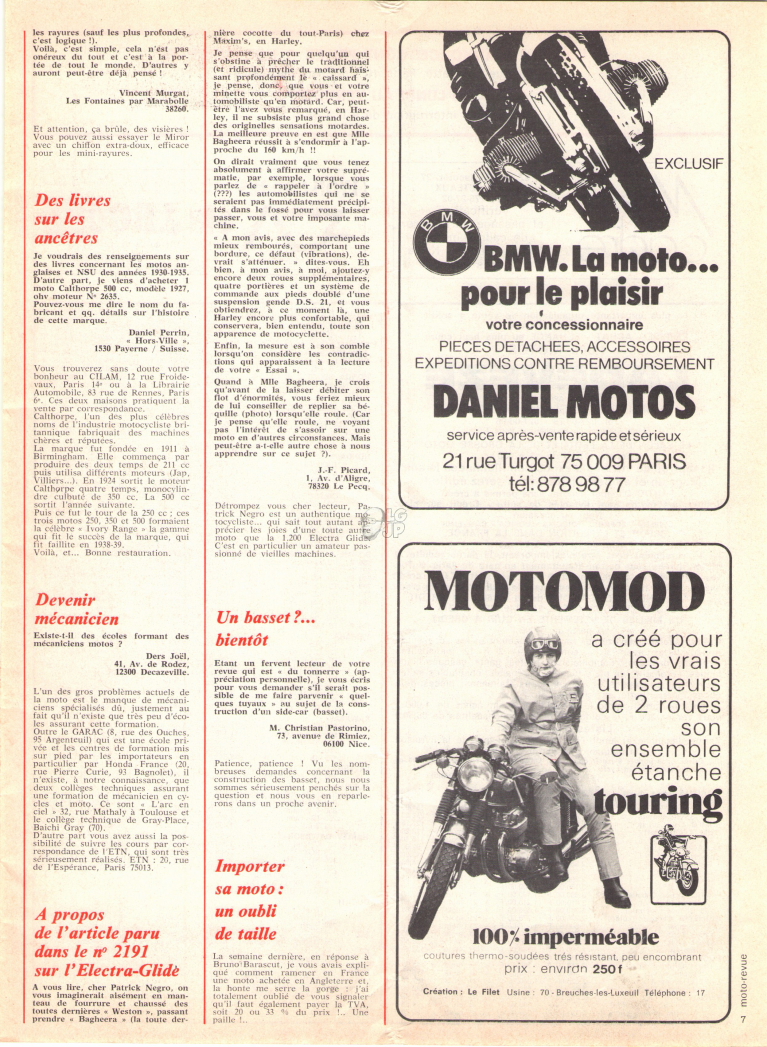 les rayures (sauf les plus profondes,
c'est logique !).
Voilà, c'est simple, cela n'est pas
onéreux du tout et c'est à la por-
tée de tout le monde. D'autres y
auront peut-être déjà pensé !
Vincent Murgat,
Les Fontaines par Marabolle
38260.
Et attention, ça brûle, des visières !
Vous pouvez aussi essayer le Miror
avec un chiffon extra-doux, efficace
pour les mini-rayures.
Des livres
sur les
ancêtres
Je voudrais des renseignements sur
des livres concernant les motos an-
glaises et NSU des années 1930-1935.
D'autre part, je viens d'acheter 1
moto Calthorpe 500 cc, modèle 1927,
ohv moteur N° 2635.
Pouvez-vous me dire le nom du fa-
bricant et qq. détails sur l'histoire
de cette marque.
Daniel Perrin,
« Hors-Ville »,
1530 Payerne / Suisse.
Vous trouverez sans doute votre
bonheur au CILAM, 12 rue Froide-
vaux, Paris 14e ou à la Librairie
Automobile, 83 rue de Rennes, Paris
6e. Ces deux maisons pratiquent la
vente par correspondance.
Calthorpe, l'un des plus célèbres
noms de l'industrie motocycliste bri-
tannique fabriquait des machines
chères et réputées.
La marque fut fondée en 1911 à
Birmingham. Elle commença par
produire des deux temps de 211 cc
puis utilisa différents moteurs (Jap,
Villiers...). En 1924 sortit le moteur
Calthorpe quatre temps, monocylin-
dre culbuté de 350 cc. La 500 cc
sortit l'année suivante.
Puis ce fut le tour de la 250 cc ; ces
trois motos 250, 350 et 500 formaient
la célèbre « Ivory Range » la gamme
qui fit le succès de la marque, qui
fit faillite en 1938-39.
Voilà, et... Bonne restauration.
Devenir
mécanicien
Existe-t-il des écoles formant des
mécaniciens motos ?
Ders Joël,
41, Av. de Rodez,
12300 Decazeville.
L'un des gros problèmes actuels de
la moto est le manque de mécani-
ciens spécialisés dû, justement au
fait qu'il n'existe que très peu d'éco-
les assurant cette formation.
Outre le GARAC (8, rue des Ouches,
95 Argenteuil) qui est une école pri-
vée et les centres de formation mis
sur pied par les importateurs en
particulier par Honda France (20,
rue Pierre Curie, 93 Bagnolet), il
n'existe, à notre connaissance, que
deux collèges techniques assurant
une formation de mécanicien en cy-
cles et moto. Ce sont « L'arc en
ciel » 32, rue Mathaly à Toulouse et
le collège technique de Gray-Place,
Baichi Gray (70).
D'autre part vous avez aussi la pos-
sibilité de suivre les cours par cor-
respondance de l'ETN, qui sont très
sérieusement réalisés. ETN : 20, rue
de l'Espérance, Paris 75013.
A propos
de l'article paru
dans le n° 2191
sur l'Electra-Glide
A vous lire, cher Patrick Negro, on
vous imaginerait aisément en man-
teau de fourrure et chaussé des
toutes dernières « Weston », passant
prendre « Bagheera » (la toute der-
nière cocotte du tout-Paris) chez
Maxim's, en Harley.
Je pense que pour quelqu'un qui
s'obstine à prêcher le traditionnel
(et ridicule) mythe du motard haïs-
sant profondément le « caissard »,
je pense, donc que vous et votre
minette vous comportez plus en au-
tomobiliste qu'en motard. Car, peut-
être l'avez vous remarqué, en Har-
ley, il ne subsiste plus grand chose
des originelles sensations motardes.
La meilleure preuve en est que Mlle
Bagheera réussit à s'endormir à l'ap-
proche du 160 km/h !!
On dirait vraiment que vous tenez
absolument à affirmer votre supré-
matie, par exemple, lorsque vous
parlez de « rappeler à l'ordre »
(???) les automobilistes qui ne se
seraient pas immédiatement précipi-
tés dans le fossé pour vous laisser
passer, vous et votre imposante ma-
chine.
« A mon avis, avec des marchepieds
mieux rembourés, comportant une
bordure, ce défaut (vibrations), de-
vrait s'atténuer. » dites-vous. Eh
bien, à mon avis, à moi, ajoutez-y
encore deux roues supplémentaires,
quatre portières et un système de
commande aux pieds doublé d'une
suspension gende D.S. 21, et vous
obtiendrez, à ce moment là, une
Harley encore plus confortable, qui
conservera, bien entendu, toute son
apparence de motocyclette.
Enfin, la mesure est à son comble
lorsqu'on considère les contradic-
tions qui apparaissent à la lecture
de votre « Essai ».
Quand à Mlle Bagheera, je crois
qu'avant de la laisser débiter son
flot d'énormités, vous feriez mieux
de lui conseiller de replier sa bé-
quille (photo) lorsqu'elle roule. (Car
je pense qu'elle roule, ne voyant
pas l'intérêt de s'assoir sur une
moto en d'autres circonstances. Mais
peut-être a-t-elle autre chose à nous
apprendre sur ce sujet ?).
J.-F. Picard,
1, Av. d'Aligre,
78320 Le Pecq.
Détrompez vous cher lecteur, Pa-
trick Negro est un authentique mo-
tocycliste... qui sait tout autant ap-
précier les joies d'une toute autre
moto que la 1.200 Electra Glide.
C'est en particulier un amateur pas-
sionné de vieilles machines.
Un basset ?...
bientôt
Etant un fervent lecteur de votre
revue qui est « du tonnerre » (ap-
préciation personnelle), je vous écris
pour vous demander s'il serait pos-
sible de me faire parvenir « quel-
ques tuyaux » au sujet de la cons-
truction d'un side-car (basset).
M. Christian Pastorino,
73, avenue de Rimiez,
06100 Nice.
Patience, patience ! Vu les nom-
breuses demandes concernant la
construction des basset, nous nous
sommes sérieusement penchés sur la
question et nous vous en reparle-
rons dans un proche avenir.
Importer
sa moto :
un oubli
de taille
La semaine dernière, en réponse à
Bruno Barascut, je vous avais expli-
qué comment ramener en France
une moto achetée en Angleterre et,
la honte me serre la gorge : j'ai
totalement oublié de vous signaler
qu'il faut également payer la TVA,
soit 20 ou 33 % du prix !.. Une
paille !..
EXCLUSIF
BMW
BMW. La moto...
pour le plaisir
votre concessionnaire
PIECES DETACHEES, ACCESSOIRES
EXPEDITIONS CONTRE REMBOURSEMENT
DANIEL MOTOS
service après-vente rapide et sérieux
21 rue Turgot 75 009 PARIS
tél: 878 98 77
LG
JP
MOTOMOD
a créé pour
les vrais
utilisateurs
de 2 roues
son
ensemble
étanche
touring
100% imperméable
coutures thermo-soudées trés résistant, peu encombrant
prix : environ 250 f
Création : Le Filet Usine : 70 - Breuches-les-Luxeuil Téléphone : 17
moto-revue
7